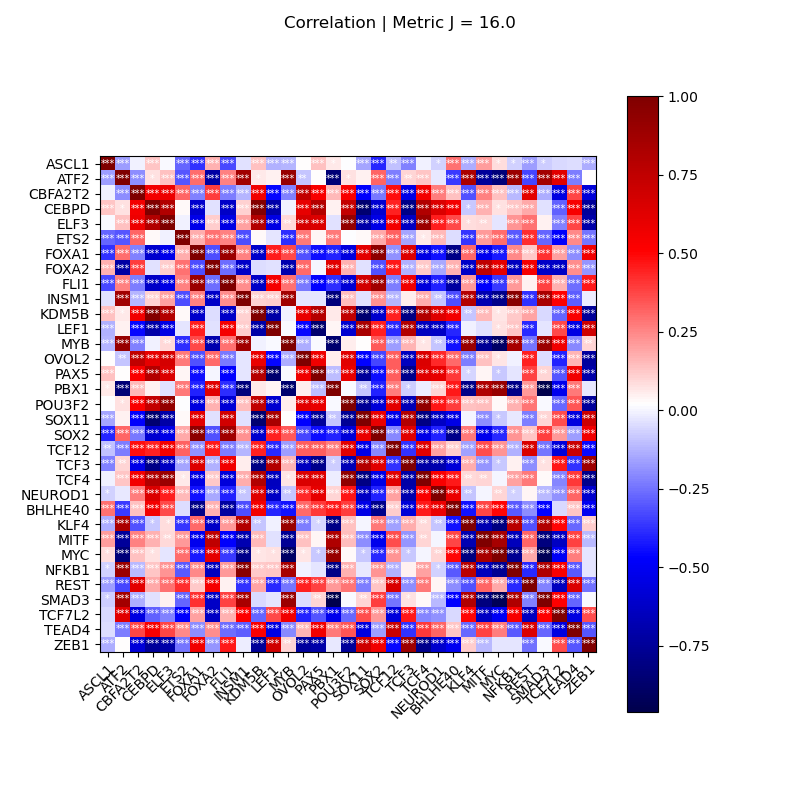 Correlation | Metric J = 16.0
ASCL1
ATF2
CBFA2T2
CEBPD
ELF3
ETS2
FOXA1
FOXA2
FLI1
INSM1
KDM5B
LEF1
MYB
OVOL2
PAX5
PBX1
POU3F2
SOX11
SOX2
TCF12
TCF3
TCF4
NEUROD1
BHLHE40
KLF4
MITF
MYC
NFKB1
REST
SMAD3
TCF7L2
TEAD4
ZEB1
ASCL1
ATF2
CBFA2T2
CEBPD
ELF3
ETS2
FOXA1
FOXA2
FLI1
INSM1
KDM5B
LEF1
MYB
OVOL2
PAX5
PBX1
POU3F2
SOX11
SOX2
TCF12
TCF3
TCF4
NEUROD1
BHLHE40
KLF4
MITF
MYC
NFKB1
REST
SMAD3
TCF7L2
TEAD4
ZEB1
1.00
0.75
0.50
0.25
0.00
−0.25
−0.50
−0.75